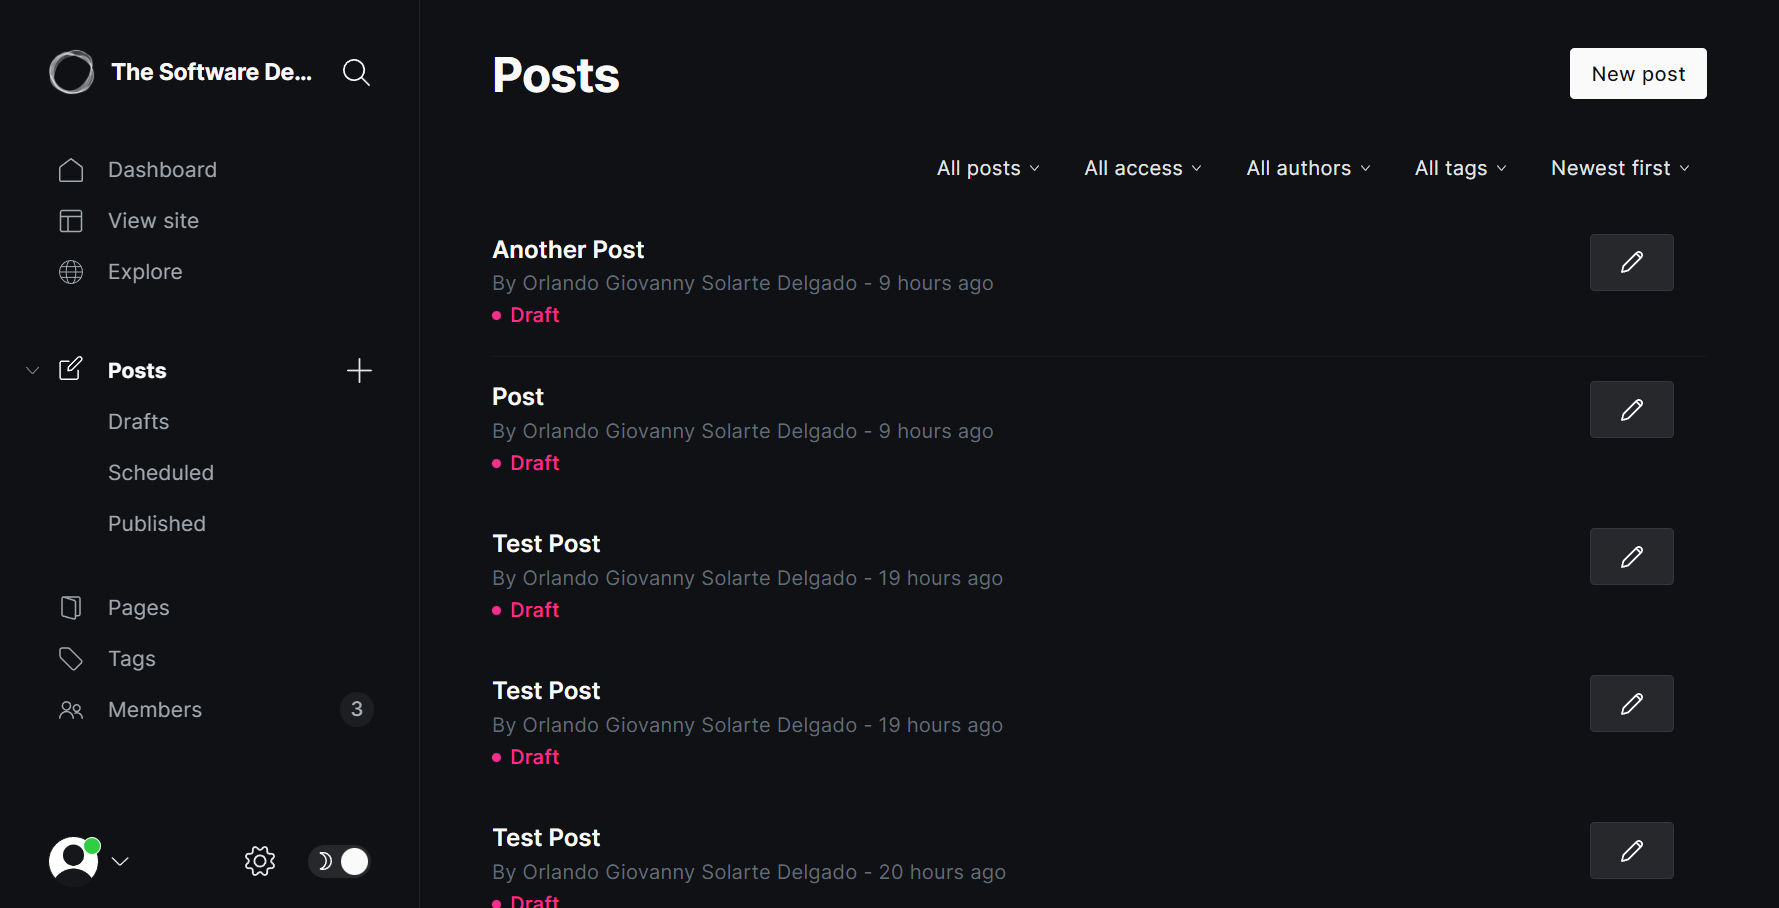 The Software De...
Dashboard
View site
Explore
Posts
Drafts
Scheduled
Published
Pages
Tags
Members 3
Posts
New post
All posts All access All authors All tags Newest first
Another Post
By Orlando Giovanny Solarte Delgado - 9 hours ago
Draft
Post
By Orlando Giovanny Solarte Delgado - 9 hours ago
Draft
Test Post
By Orlando Giovanny Solarte Delgado - 19 hours ago
Draft
Test Post
By Orlando Giovanny Solarte Delgado - 19 hours ago
Draft
Test Post
By Orlando Giovanny Solarte Delgado - 20 hours ago
Draft